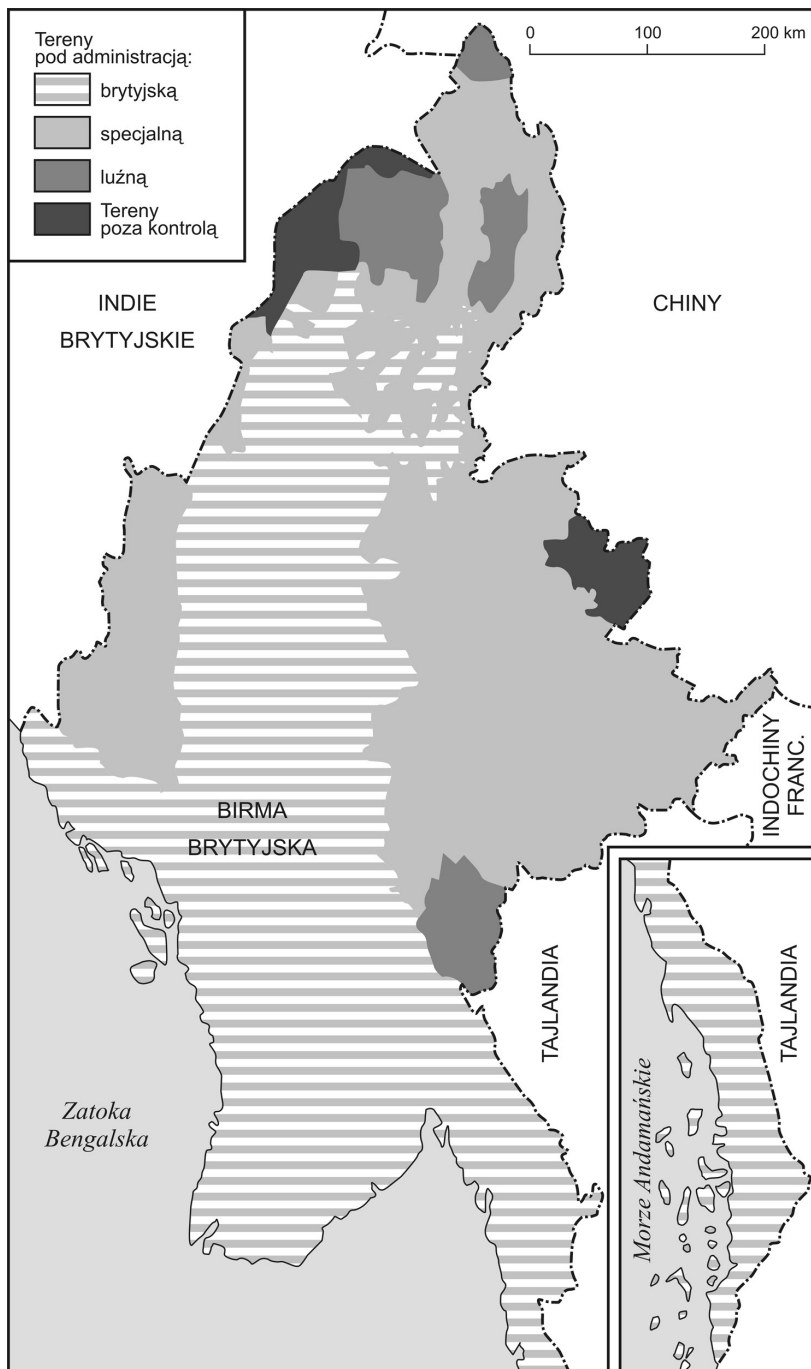 Tereny
pod administracją:
brytyjską
specjalną
luźną
Tereny
poza kontrolą
0 100 200 km
INDIE
BRYTYJSKIE
CHINY
INDOCHINY
FRANC.
BIRMA
BRYTYJSKA
TAJLANDIA
Zatoka
Bengalska
Morze Andamańskie
TAJLANDIA